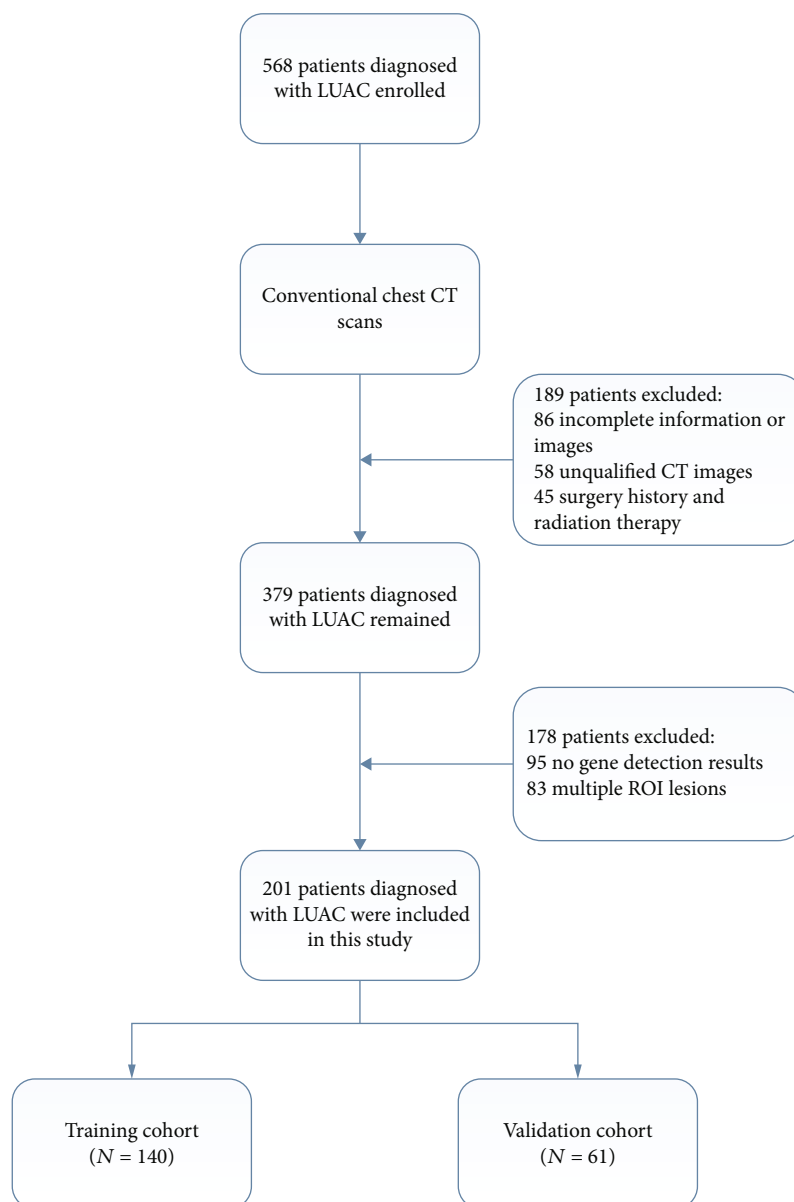 568 patients diagnosed
with LUAC enrolled
Conventional chest CT
scans
189 patients excluded:
86 incomplete information or
images
58 unqualified CT images
45 surgery history and
radiation therapy
379 patients diagnosed
with LUAC remained
178 patients excluded:
95 no gene detection results
83 multiple ROI lesions
201 patients diagnosed
with LUAC were included
in this study
Training cohort
(N = 140)
Validation cohort
(N = 61)